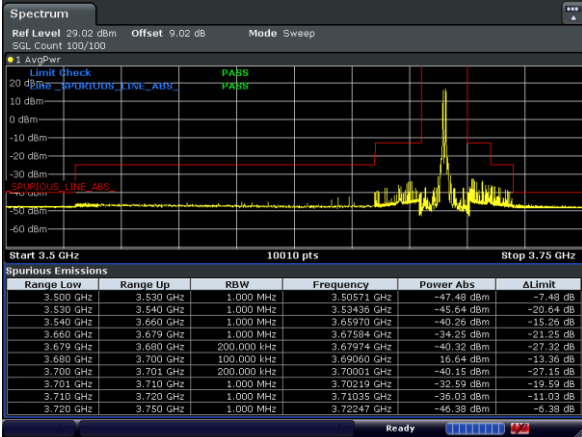 Spectrum
Ref Level 29.02 dBm Offset 9.02 dB Mode Sweep
SGL Count 100/100
1 AvgPwr
Limit Check PASS
20 dBm Line _SPURIOUS_LINE_ABS_ PASS
10 dBm
0 dBm
-10 dBm
-20 dBm
-30 dBm
_SPURIOUS_LINE_ABS_
-40 dBm
-50 dBm
-60 dBm
Start 3.5 GHz 10010 pts Stop 3.75 GHz
Spurious Emissions
Range Low Range Up RBW Frequency Power Abs ΔLimit
3.500 GHz 3.530 GHz 1.000 MHz 3.50571 GHz -47.48 dBm -7.48 dB
3.530 GHz 3.540 GHz 1.000 MHz 3.53436 GHz -45.64 dBm -20.64 dB
3.540 GHz 3.660 GHz 1.000 MHz 3.65970 GHz -40.26 dBm -15.26 dB
3.660 GHz 3.679 GHz 1.000 MHz 3.67584 GHz -34.25 dBm -21.25 dB
3.679 GHz 3.680 GHz 200.000 kHz 3.67974 GHz -40.32 dBm -27.32 dB
3.680 GHz 3.700 GHz 100.000 kHz 3.69060 GHz 16.64 dBm -13.36 dB
3.700 GHz 3.701 GHz 200.000 kHz 3.70001 GHz -40.15 dBm -27.15 dB
3.701 GHz 3.710 GHz 1.000 MHz 3.70219 GHz -32.59 dBm -19.59 dB
3.710 GHz 3.720 GHz 1.000 MHz 3.71035 GHz -36.03 dBm -11.03 dB
3.720 GHz 3.750 GHz 1.000 MHz 3.72247 GHz -46.38 dBm -6.38 dB
Ready